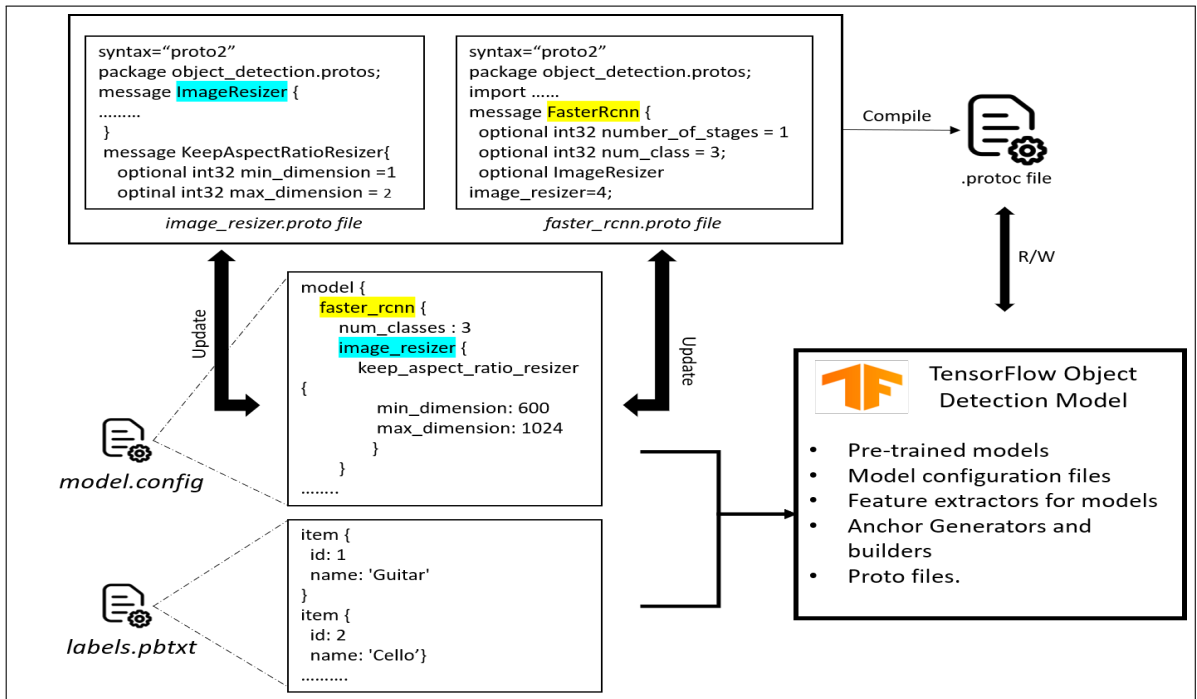 syntax=“proto2”
package object_detection.protos;
message ImageResizer {
.........
}
message KeepAspectRatioResizer{
optional int32 min_dimension =1
optinal int32 max_dimension = 2
image_resizer.proto file
syntax=“proto2”
package object_detection.protos;
import ......
message FasterRcnn {
optional int32 number_of_stages = 1
optional int32 num_class = 3;
optional ImageResizer
image_resizer=4;
faster_rcnn.proto file
Compile
.protoc file
R/W
Update
Update
model {
faster_rcnn {
num_classes : 3
image_resizer {
keep_aspect_ratio_resizer
{
min_dimension: 600
max_dimension: 1024
}
}
........
model.config
item {
id: 1
name: 'Guitar'
}
item {
id: 2
name: 'Cello’}
..........
labels.pbtxt
TensorFlow Object
Detection Model
• Pre-trained models
• Model configuration files
• Feature extractors for models
• Anchor Generators and
builders
• Proto files.